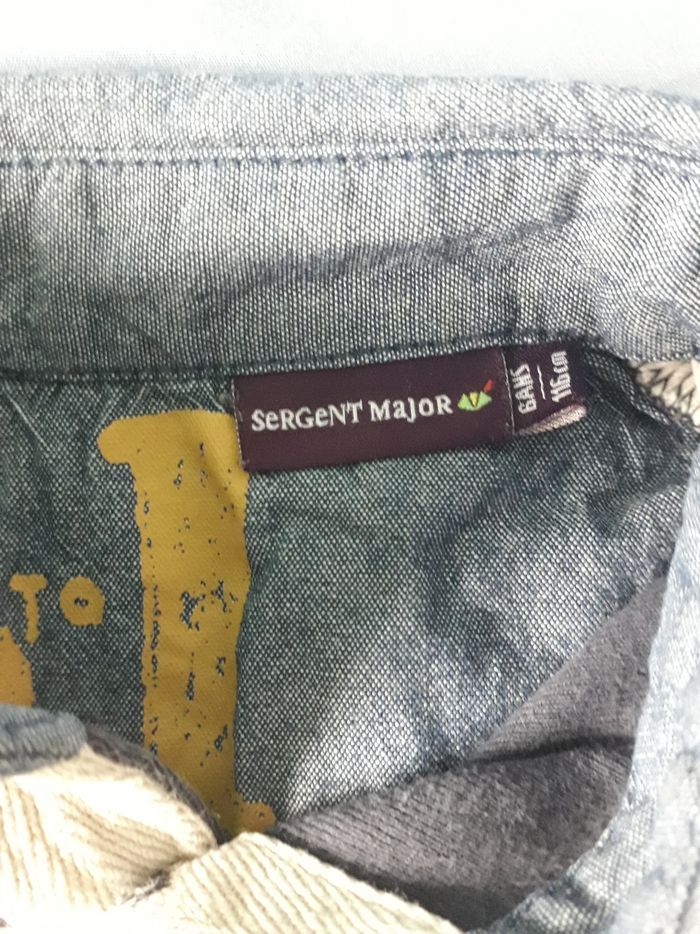 SeRGeNT MajoR
6ANS
116cm
TO